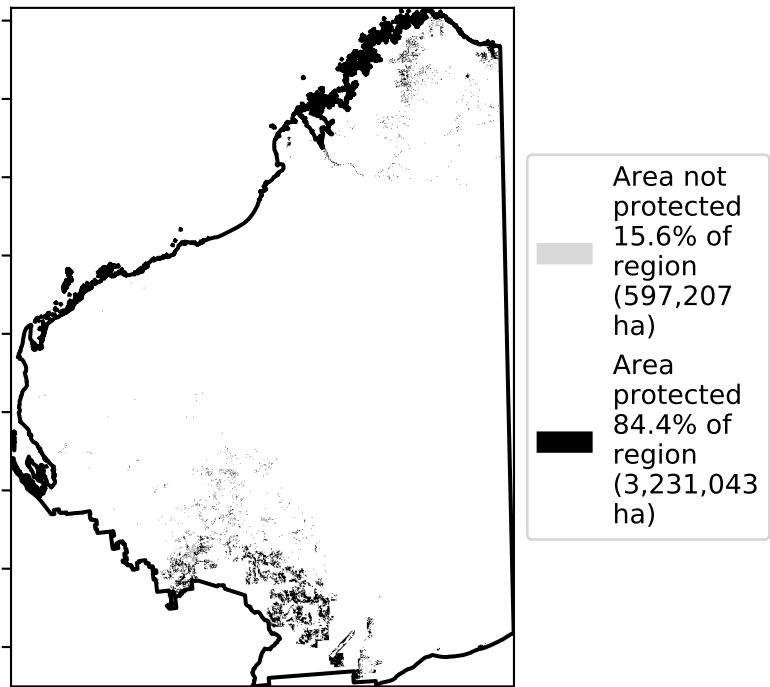 Area not
protected
15.6% of
region
(597,207
ha)
Area
protected
84.4% of
region
(3,231,043
ha)